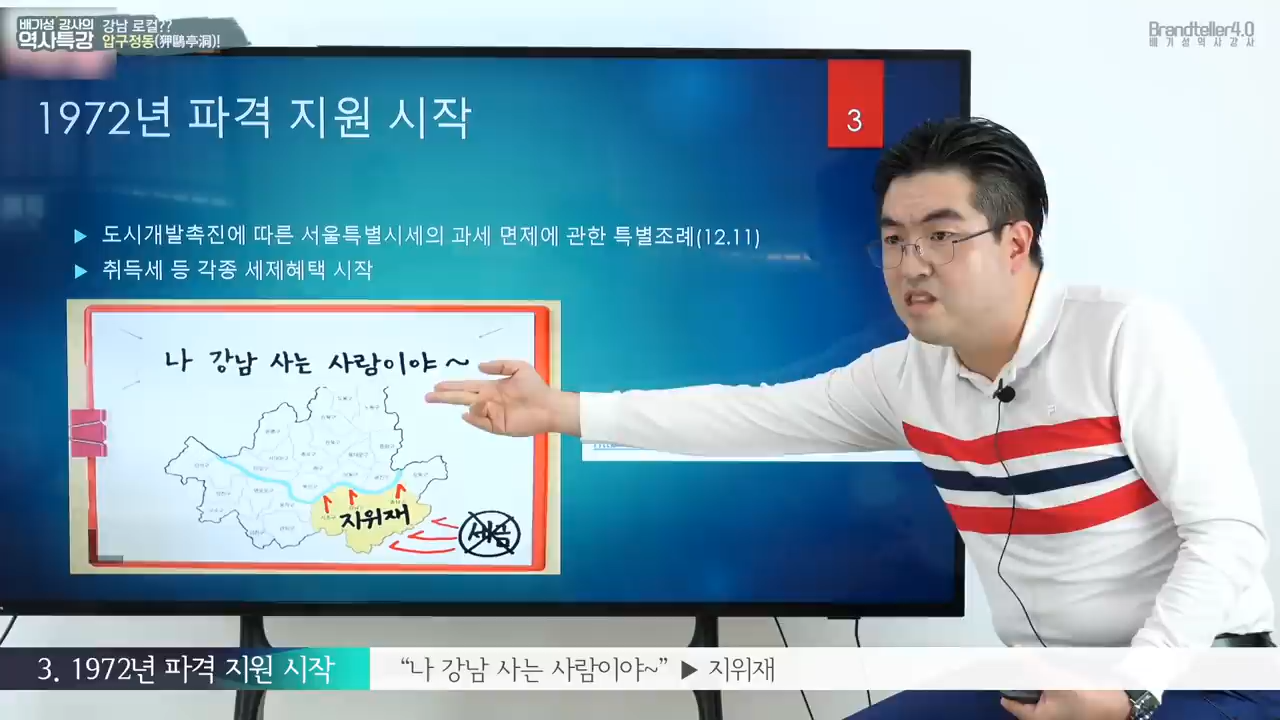 배기성 강사의
역사특강
강남 로컬??
압구정동(狎鷗亭洞)!
Brandteller4.0
배기성역사강사
1972년 파격 지원 시작
3
도시개발촉진에 따른 서울특별시세의 과세 면제에 관한 특별조례(12.11)
취득세 등 각종 세제혜택 시작
나 강남 사는 사람이야~
지위재
세금
3. 1972년 파격 지원 시작
“나 강남 사는 사람이야~” ▶ 지위재